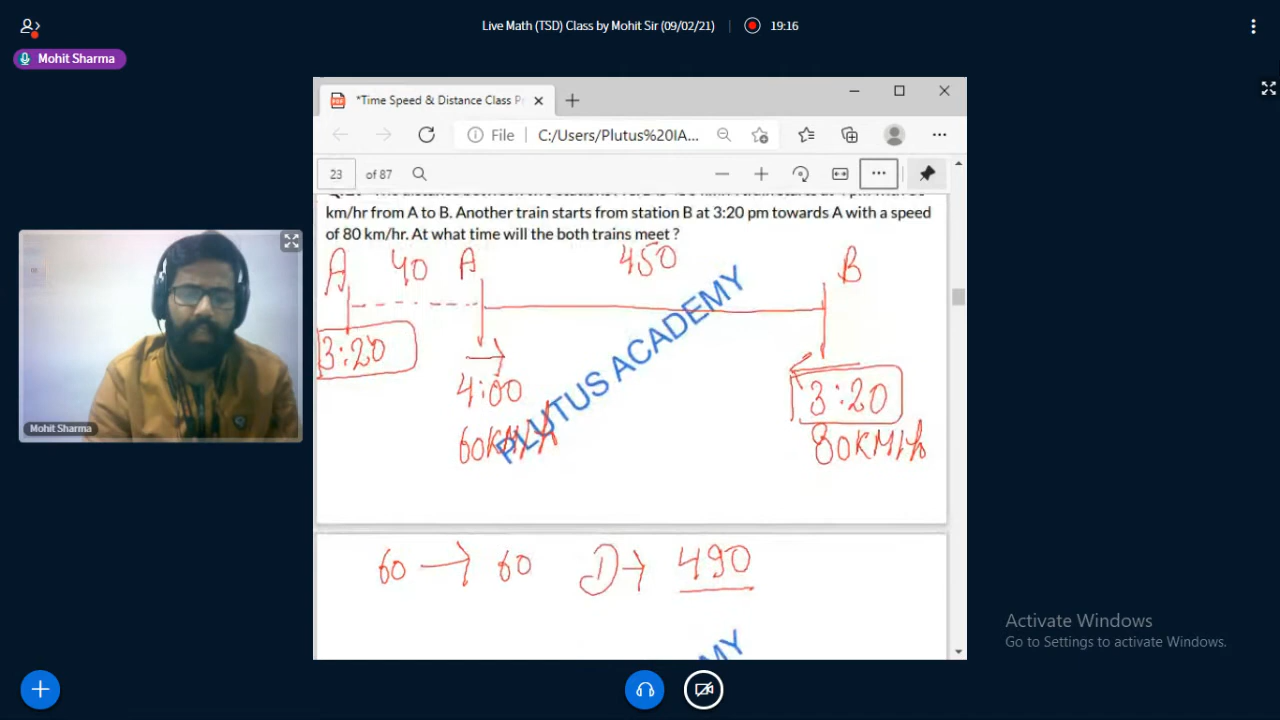 Live Math (TSD) Class by Mohit Sir (09/02/21) 19:16
Mohit Sharma
*Time Speed & Distance Class Pr
File C:/Users/Plutus%20IA...
23 of 87
km/hr from A to B. Another train starts from station B at 3:20 pm towards A with a speed
of 80 km/hr. At what time will the both trains meet ?
A 40 A 450 B
3:20
4:00
3:20
60KM/h
80KM/h
PLUTUS ACADEMY
60 → 60 D → 490
Mohit Sharma
Activate Windows
Go to Settings to activate Windows.